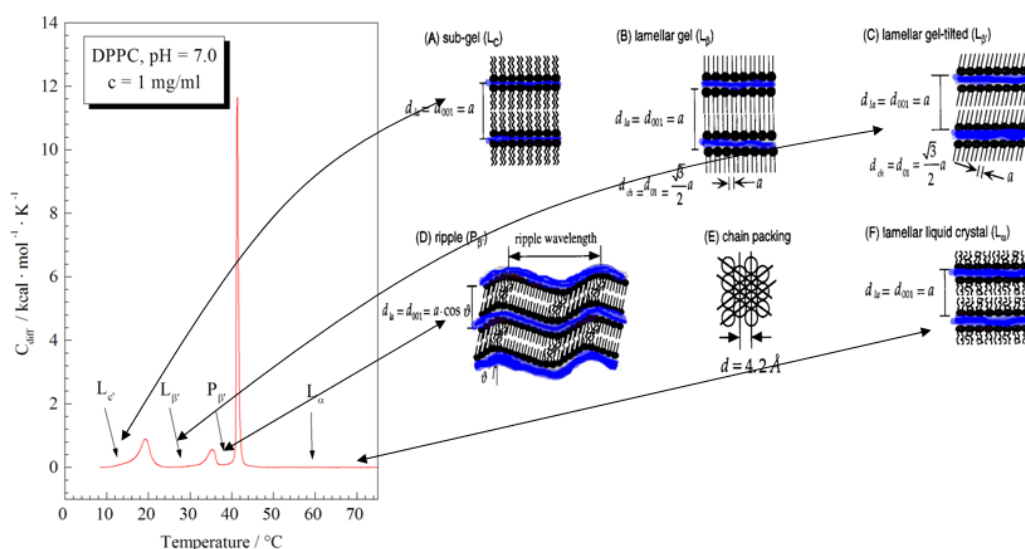 DPPC, pH = 7.0
c = 1 mg/ml
C_diff / kcal · mol⁻¹ · K⁻¹
14
12
10
8
6
4
2
0
L_c'
L_β'
P_β'
L_α
0 10 20 30 40 50 60 70
Temperature / °C
(A) sub-gel (L_c)
d_la = d_001 = a
(B) lamellar gel (L_β)
d_la = d_001 = a
d_ch = d_01 = √3/2 a
a
(C) lamellar gel-tilted (L_β')
d_la = d_001 = a
d_ch = d_01 = √3/2 a
a
(D) ripple (P_β')
ripple wavelength
d_la = d_001 = a · cos ϑ
ϑ
(E) chain packing
d = 4.2 Å
(F) lamellar liquid crystal (L_α)
d_la = d_001 = a